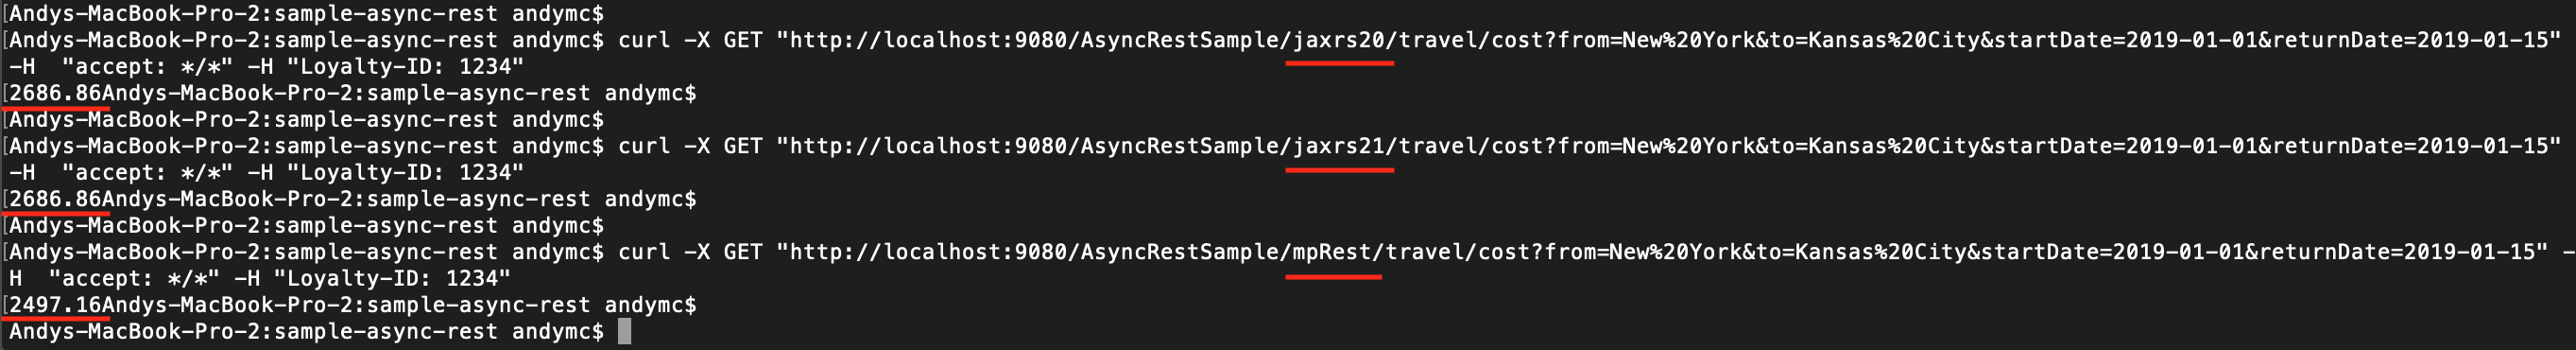 [Andys-MacBook-Pro-2:sample-async-rest andymc$
[Andys-MacBook-Pro-2:sample-async-rest andymc$ curl -X GET "http://localhost:9080/AsyncRestSample/jaxrs20/travel/cost?from=New%20York&to=Kansas%20City&startDate=2019-01-01&returnDate=2019-01-15"
-H  "accept: */*" -H "Loyalty-ID: 1234"
[2686.86Andys-MacBook-Pro-2:sample-async-rest andymc$
[Andys-MacBook-Pro-2:sample-async-rest andymc$
[Andys-MacBook-Pro-2:sample-async-rest andymc$ curl -X GET "http://localhost:9080/AsyncRestSample/jaxrs21/travel/cost?from=New%20York&to=Kansas%20City&startDate=2019-01-01&returnDate=2019-01-15"
-H  "accept: */*" -H "Loyalty-ID: 1234"
[2686.86Andys-MacBook-Pro-2:sample-async-rest andymc$
[Andys-MacBook-Pro-2:sample-async-rest andymc$
[Andys-MacBook-Pro-2:sample-async-rest andymc$ curl -X GET "http://localhost:9080/AsyncRestSample/mpRest/travel/cost?from=New%20York&to=Kansas%20City&startDate=2019-01-01&returnDate=2019-01-15" -
H  "accept: */*" -H "Loyalty-ID: 1234"
[2497.16Andys-MacBook-Pro-2:sample-async-rest andymc$
Andys-MacBook-Pro-2:sample-async-rest andymc$